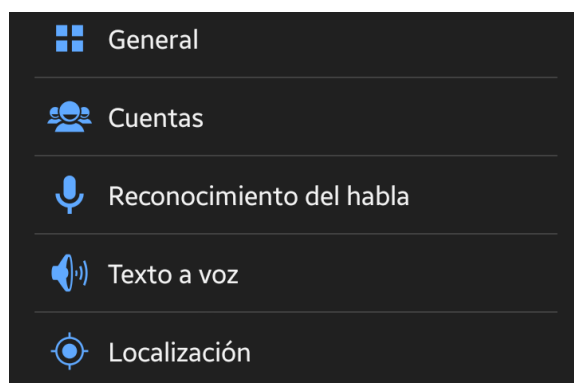 General
Cuentas
Reconocimiento del habla
Texto a voz
Localización